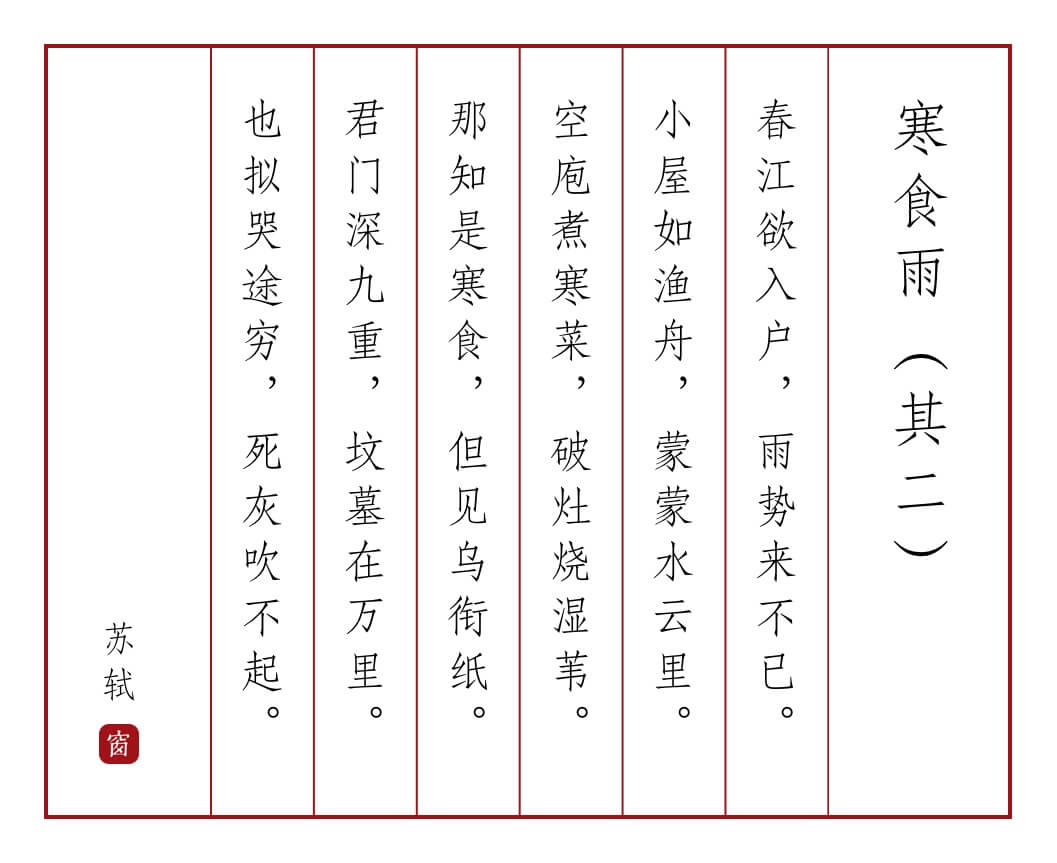 寒食雨（其二）
春江欲入户，雨势来不已。
小屋如渔舟，蒙蒙水云里。
空庖煮寒菜，破灶烧湿苇。
那知是寒食，但见乌衔纸。
君门深九重，坟墓在万里。
也拟哭途穷，死灰吹不起。
苏轼
窗